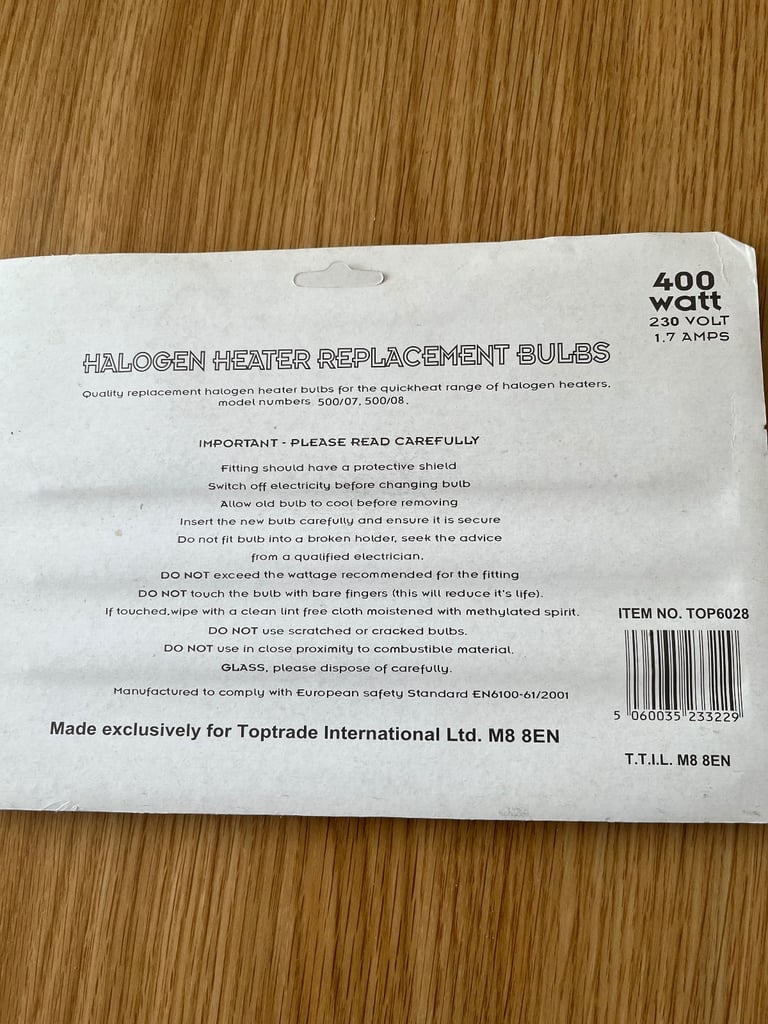 400
watt
230 VOLT
1.7 AMPS
HALOGEN HEATER REPLACEMENT BULBS
Quality replacement halogen heater bulbs for the quickheat range of halogen heaters,
model numbers 500/07, 500/08.
IMPORTANT - PLEASE READ CAREFULLY
Fitting should have a protective shield
Switch off electricity before changing bulb
Allow old bulb to cool before removing
Insert the new bulb carefully and ensure it is secure
Do not fit bulb into a broken holder, seek the advice
from a qualified electrician.
DO NOT exceed the wattage recommended for the fitting
DO NOT touch the bulb with bare fingers (this will reduce it's life).
If touched,wipe with a clean lint free cloth moistened with methylated spirit.
DO NOT use scratched or cracked bulbs.
DO NOT use in close proximity to combustible material.
GLASS, please dispose of carefully.
Manufactured to comply with European safety Standard EN6100-61/2001
Made exclusively for Toptrade International Ltd. M8 8EN
ITEM NO. TOP6028
5 060035 233229
T.T.I.L. M8 8EN